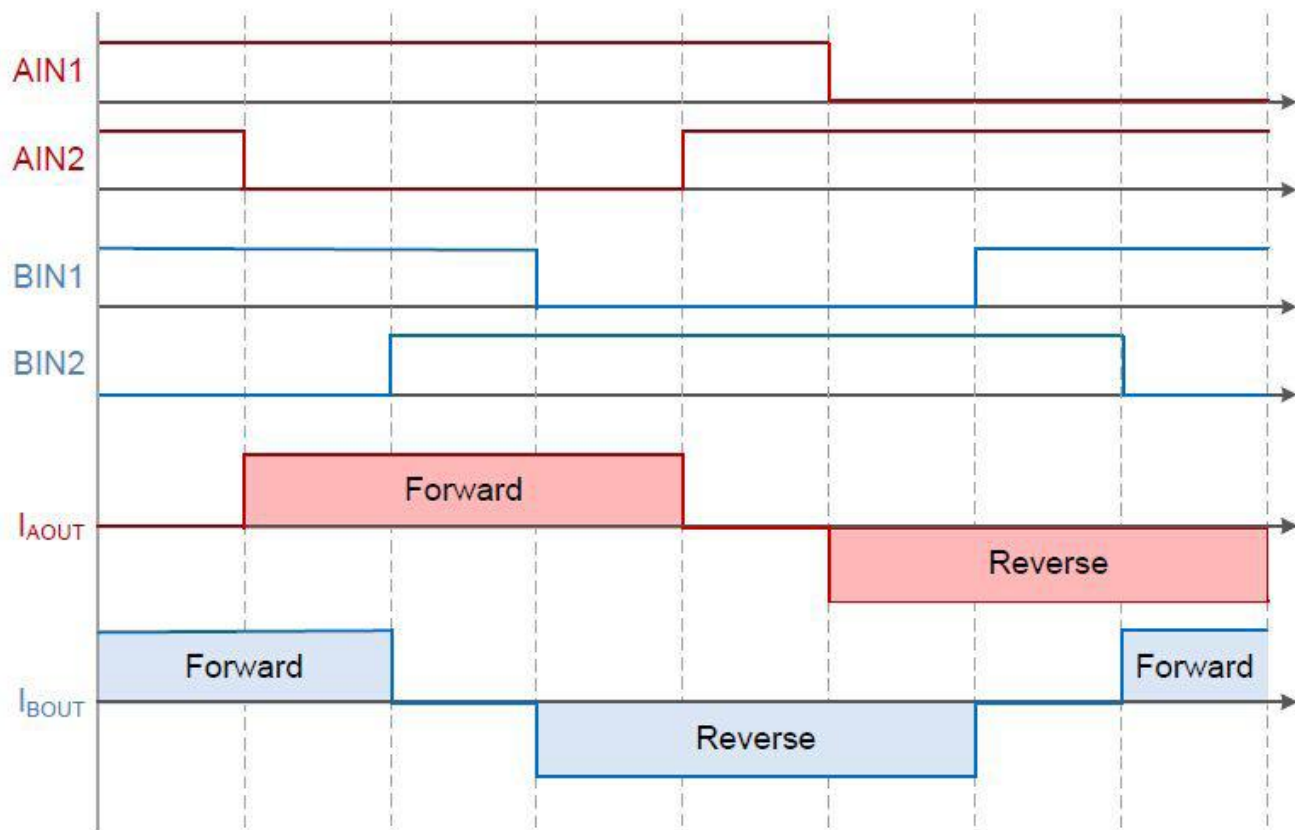 AIN1
AIN2
BIN1
BIN2
Forward
IAOUT
Reverse
Forward
Forward
IBOUT
Reverse